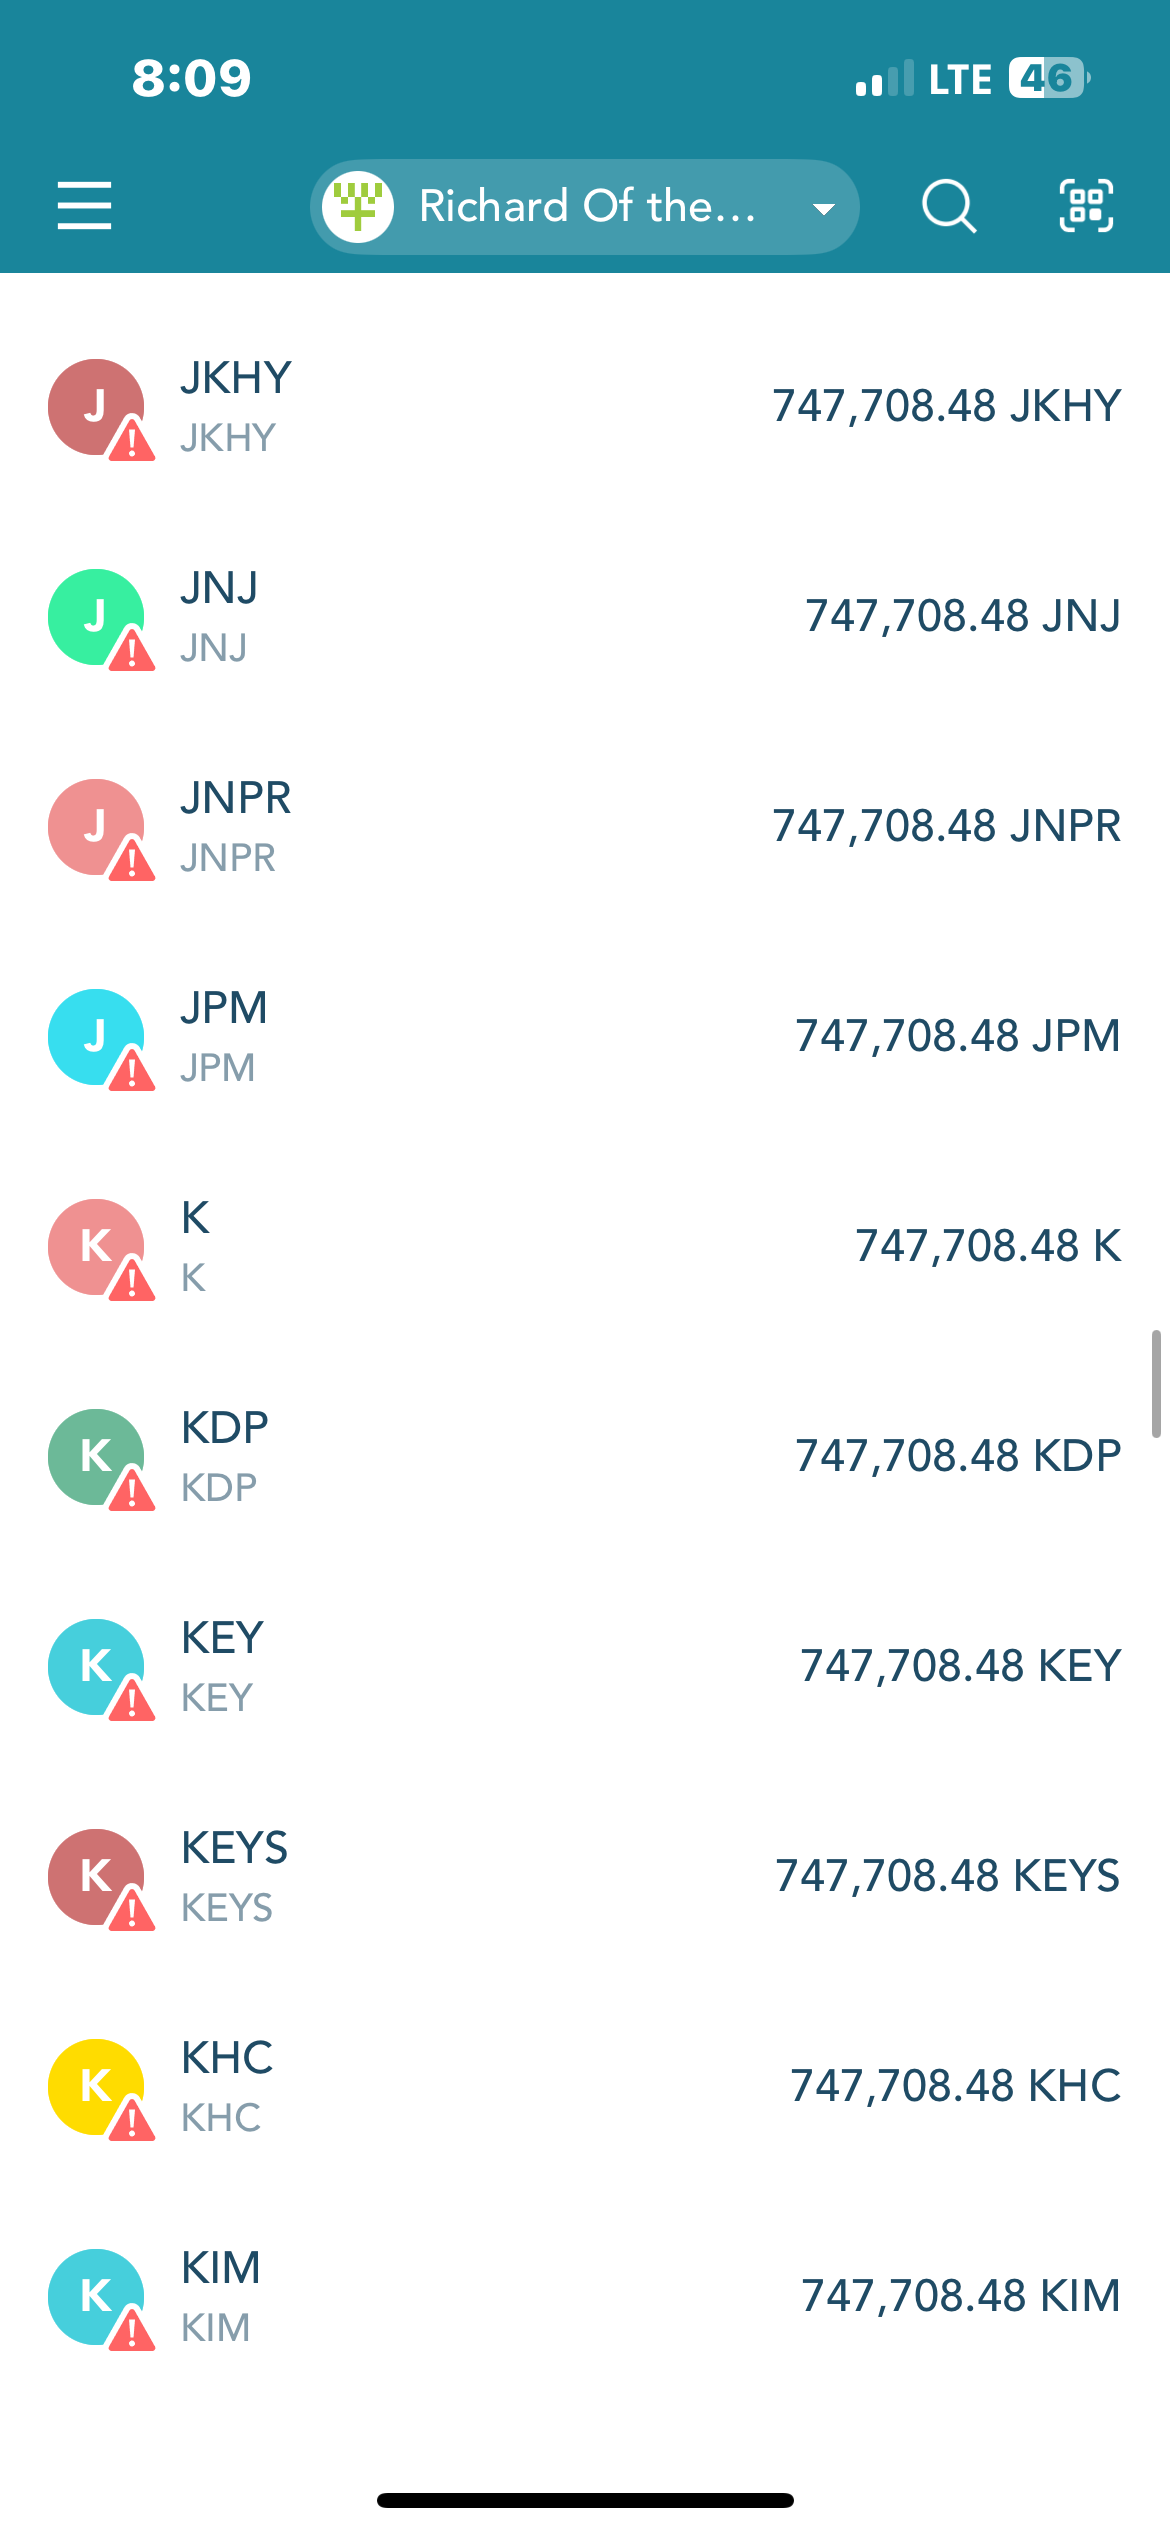 8:09
LTE
46
Richard Of the...
J
JKHY
JKHY
747,708.48 JKHY
J
JNJ
JNJ
747,708.48 JNJ
J
JNPR
JNPR
747,708.48 JNPR
J
JPM
JPM
747,708.48 JPM
K
K
K
747,708.48 K
K
KDP
KDP
747,708.48 KDP
K
KEY
KEY
747,708.48 KEY
K
KEYS
KEYS
747,708.48 KEYS
K
KHC
KHC
747,708.48 KHC
K
KIM
KIM
747,708.48 KIM